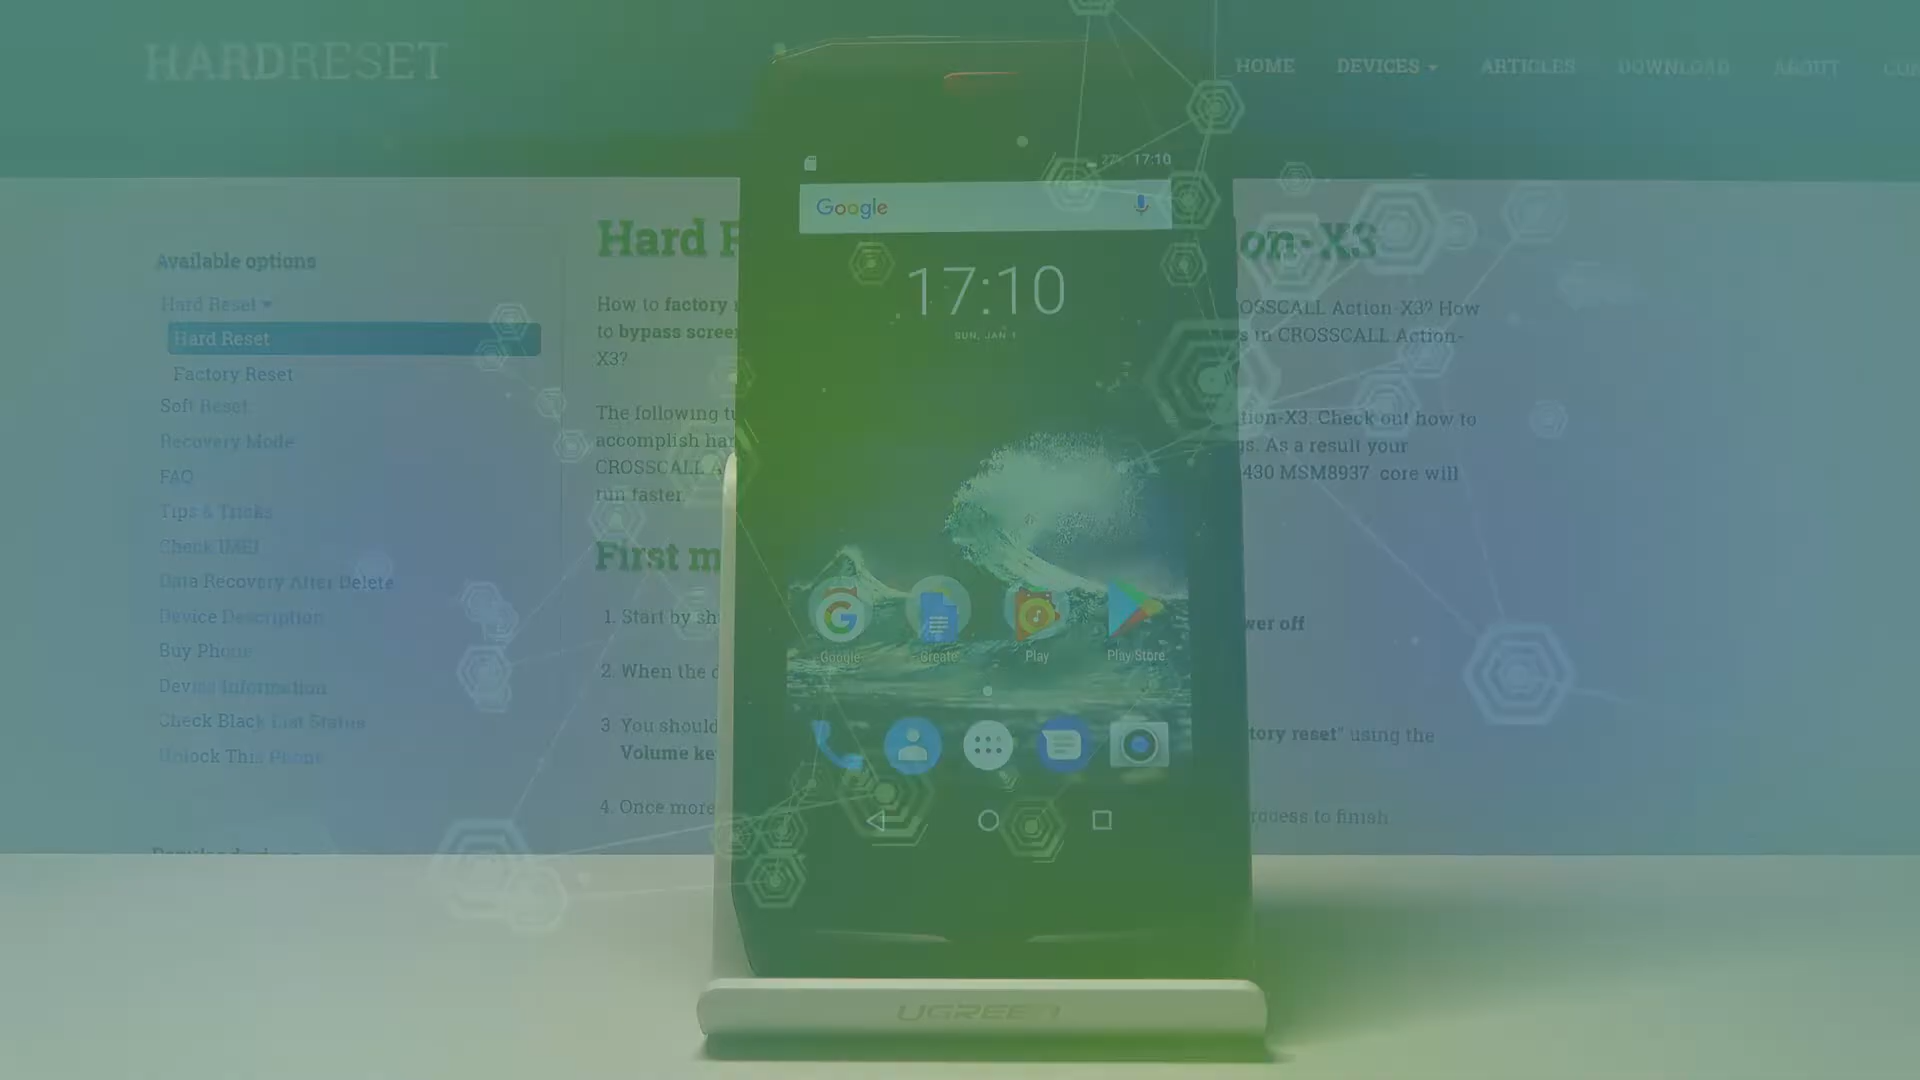 HARDRESET
HOME DEVICES ARTICLES DOWNLOAD ABOUT
Available options
Hard Reset
Hard Reset
Factory Reset
Soft Reset
Recovery Mode
FAQ
Tips & Tricks
Check IMEI
Data Recovery After Delete
Device Description
Buy Phone
Device Information
Check Black List Status
Unlock This Phone
Hard on-X3
How to factory OSSCALL Action-X3? How
to bypass screen s in CROSSCALL Action-
X3?
The following tion-X3. Check out how to
accomplish gs. As a result your
CROSSCALL 430 MSM8937 core will
run faster.
First
1. Start by wer off
2. When the
3 You should tory reset" using the
Volume
4. Once more rocess to finish
27% 17:10
Google
17:10
SUN, JAN 1
Google Create Play Play Store
UGREEN